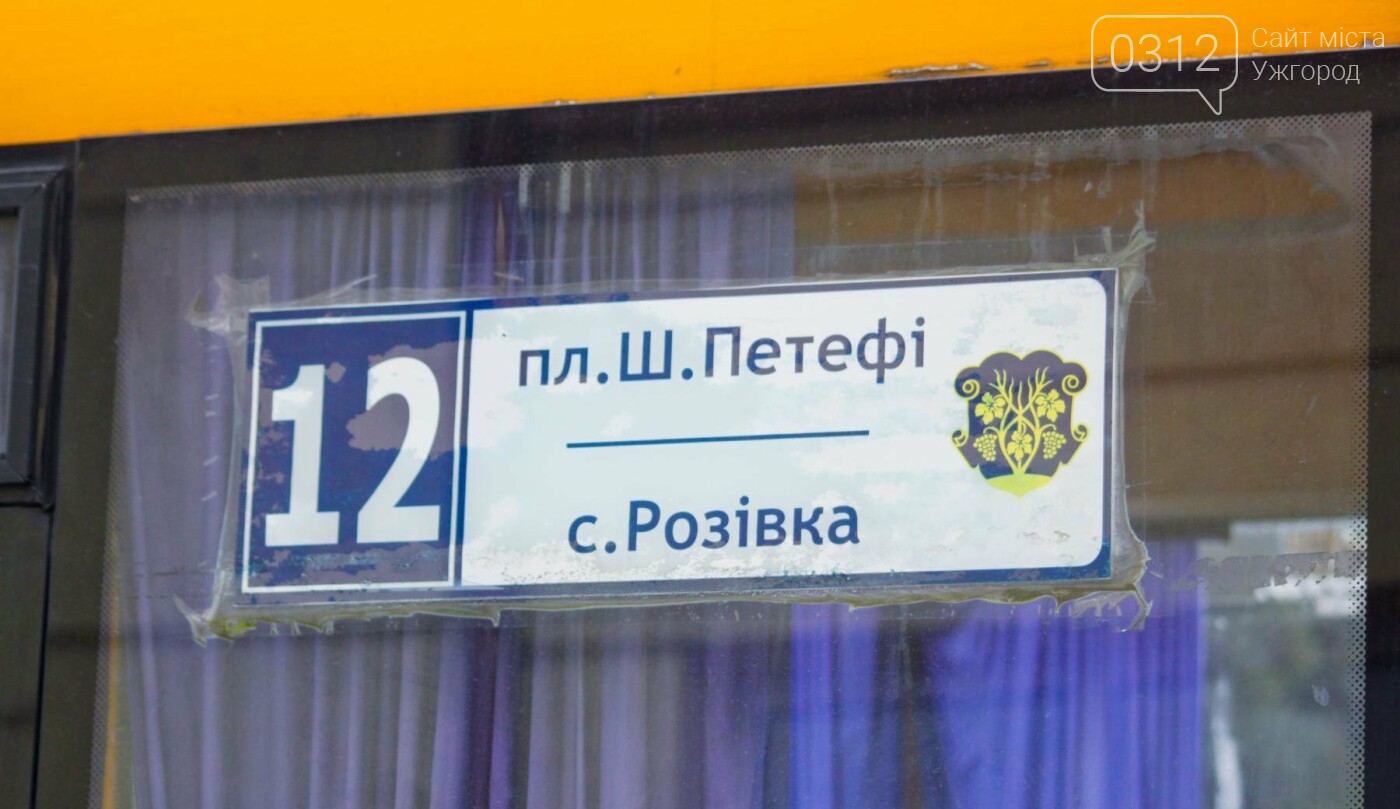 0312 Сайт міста
Ужгород
12
пл.Ш.Петефі
с.Розівка